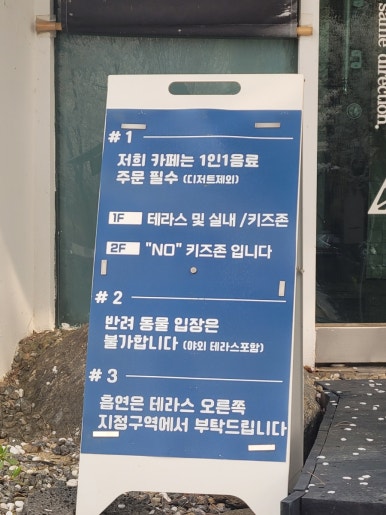 same direction.
#1
저희 카페는 1인1음료
주문 필수 (디저트제외)
1F 테라스 및 실내 /키즈존
2F "NO" 키즈존 입니다
#2
반려 동물 입장은
불가합니다 (야외 테라스포함)
#3
흡연은 테라스 오른쪽
지정구역에서 부탁드립니다